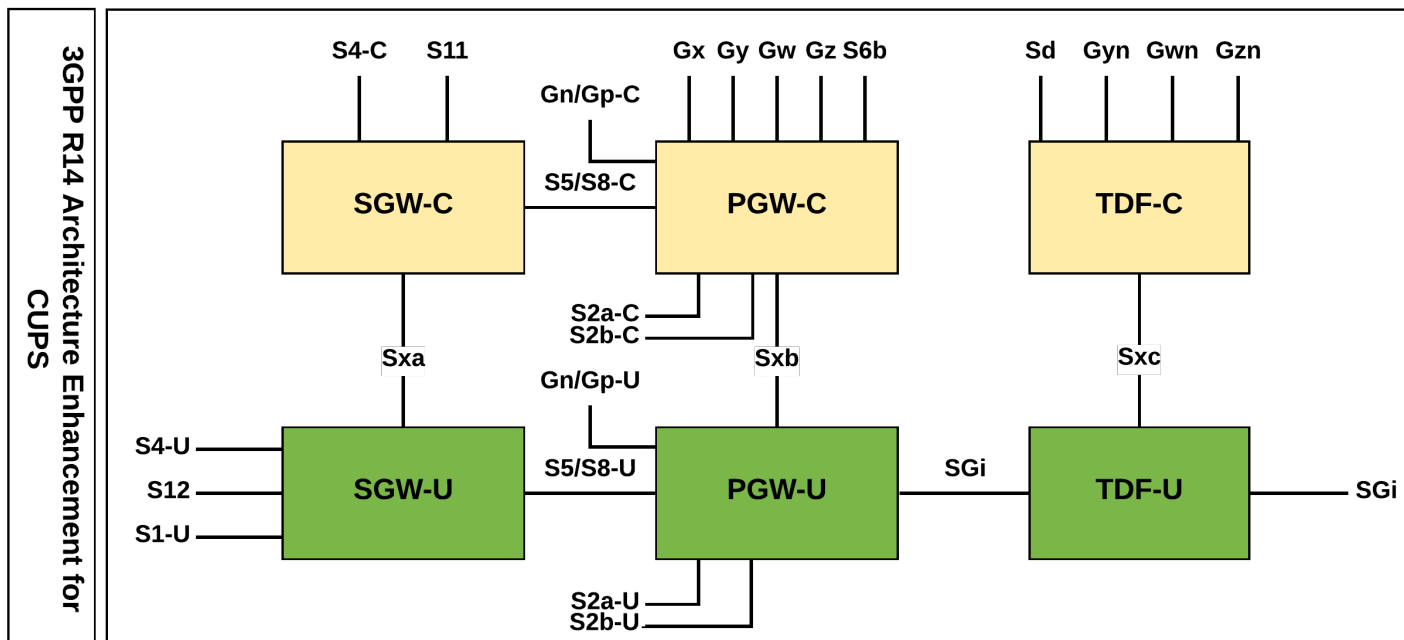 3GPP R14 Architecture Enhancement for
CUPS
S4-C
S11
Gx
Gy
Gw
Gz
S6b
Sd
Gyn
Gwn
Gzn
Gn/Gp-C
SGW-C
S5/S8-C
PGW-C
TDF-C
S2a-C
S2b-C
Sxa
Sxb
Sxc
Gn/Gp-U
S4-U
S12
S1-U
SGW-U
S5/S8-U
PGW-U
SGi
TDF-U
SGi
S2a-U
S2b-U